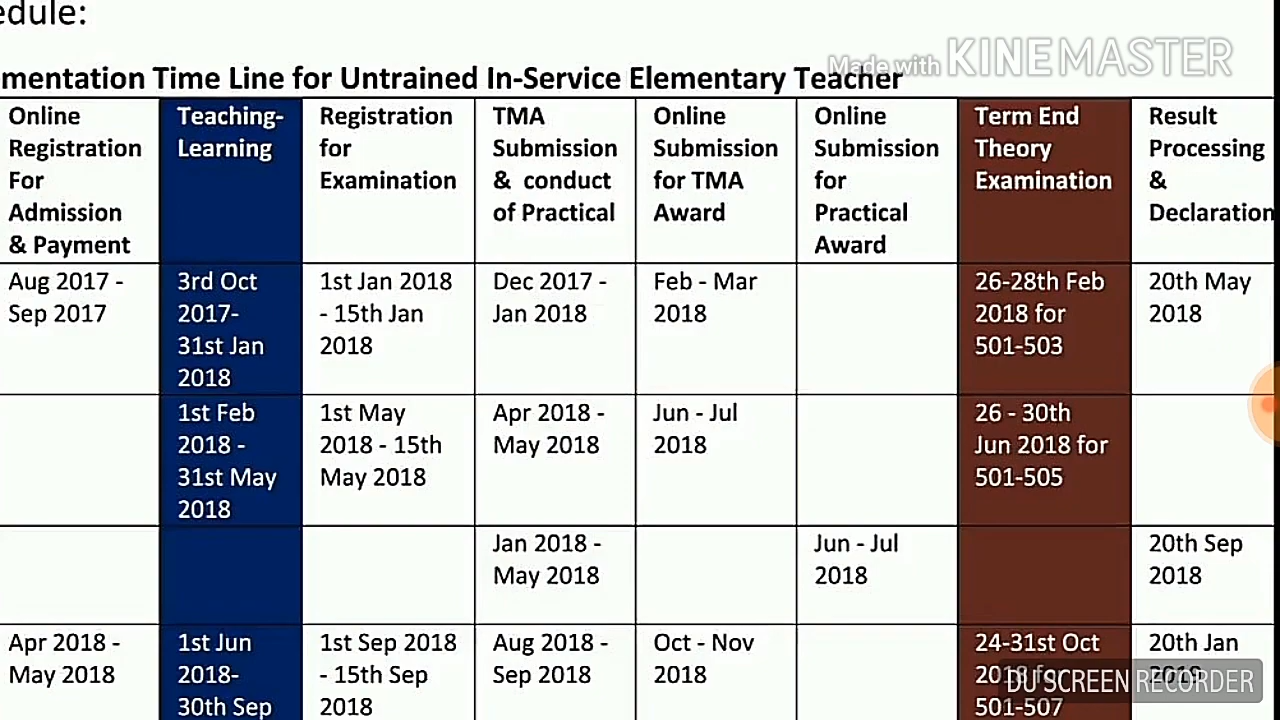 edule:
mentation Time Line for Untrained In-Service Elementary Teacher
Made with KINEMASTER
Online
Registration
For
Admission
& Payment
Teaching-
Learning
Registration
for
Examination
TMA
Submission
& conduct
of Practical
Online
Submission
for TMA
Award
Online
Submission
for
Practical
Award
Term End
Theory
Examination
Result
Processing
&
Declaration
Aug 2017 -
Sep 2017
3rd Oct
2017-
31st Jan
2018
1st Jan 2018
- 15th Jan
2018
Dec 2017 -
Jan 2018
Feb - Mar
2018
26-28th Feb
2018 for
501-503
20th May
2018
1st Feb
2018 -
31st May
2018
1st May
2018 - 15th
May 2018
Apr 2018 -
May 2018
Jun - Jul
2018
26 - 30th
Jun 2018 for
501-505
Jan 2018 -
May 2018
Jun - Jul
2018
20th Sep
2018
Apr 2018 -
May 2018
1st Jun
2018-
30th Sep
1st Sep 2018
- 15th Sep
2018
Aug 2018 -
Sep 2018
Oct - Nov
2018
24-31st Oct
2018 for
501-507
20th Jan
2019
DU SCREEN RECORDER